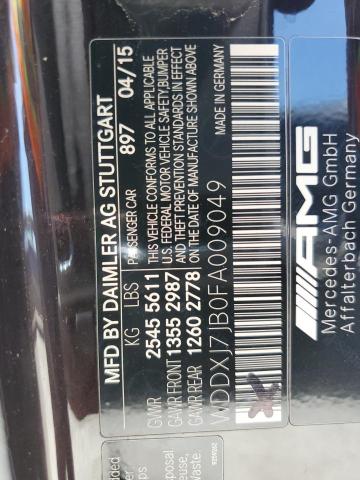 MFD BY DAIMLER AG STUTTGART
KG LBS PASSENGER CAR 897 04/15
GVWR 2545 5611 THIS VEHICLE CONFORMS TO ALL APPLICABLE
GAWR FRONT 1355 2987 U.S. FEDERAL MOTOR VEHICLE SAFETY, BUMPER
GAWR REAR 1260 2778 AND THEFT PREVENTION STANDARDS IN EFFECT
ON THE DATE OF MANUFACTURE SHOWN ABOVE
WDDXJ7JB0FA009049 MADE IN GERMANY
AMG
Mercedes-AMG GmbH
Affalterbach Germany